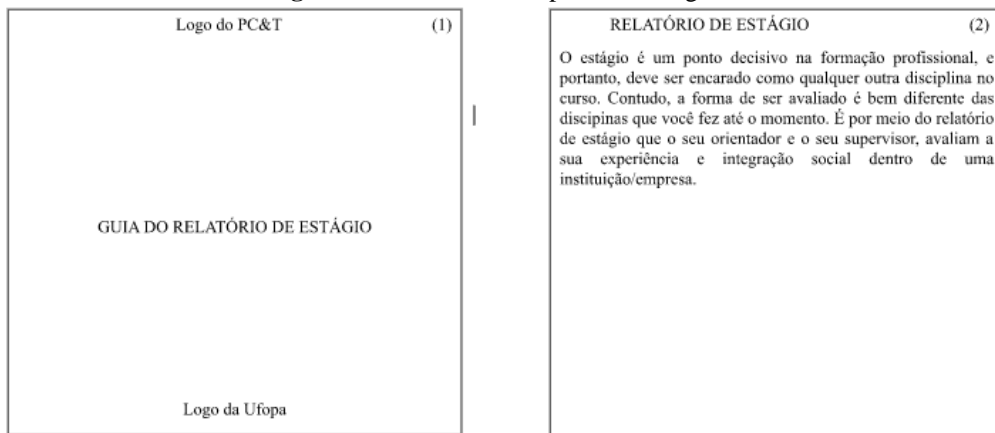 Logo do PC&T (1)
GUIA DO RELATÓRIO DE ESTÁGIO
Logo da Ufopa
RELATÓRIO DE ESTÁGIO (2)
O estágio é um ponto decisivo na formação profissional, e
portanto, deve ser encarado como qualquer outra disciplina no
curso. Contudo, a forma de ser avaliado é bem diferente das
discipinas que você fez até o momento. É por meio do relatório
de estágio que o seu orientador e o seu supervisor, avaliam a
sua experiência e integração social dentro de uma
instituição/empresa.